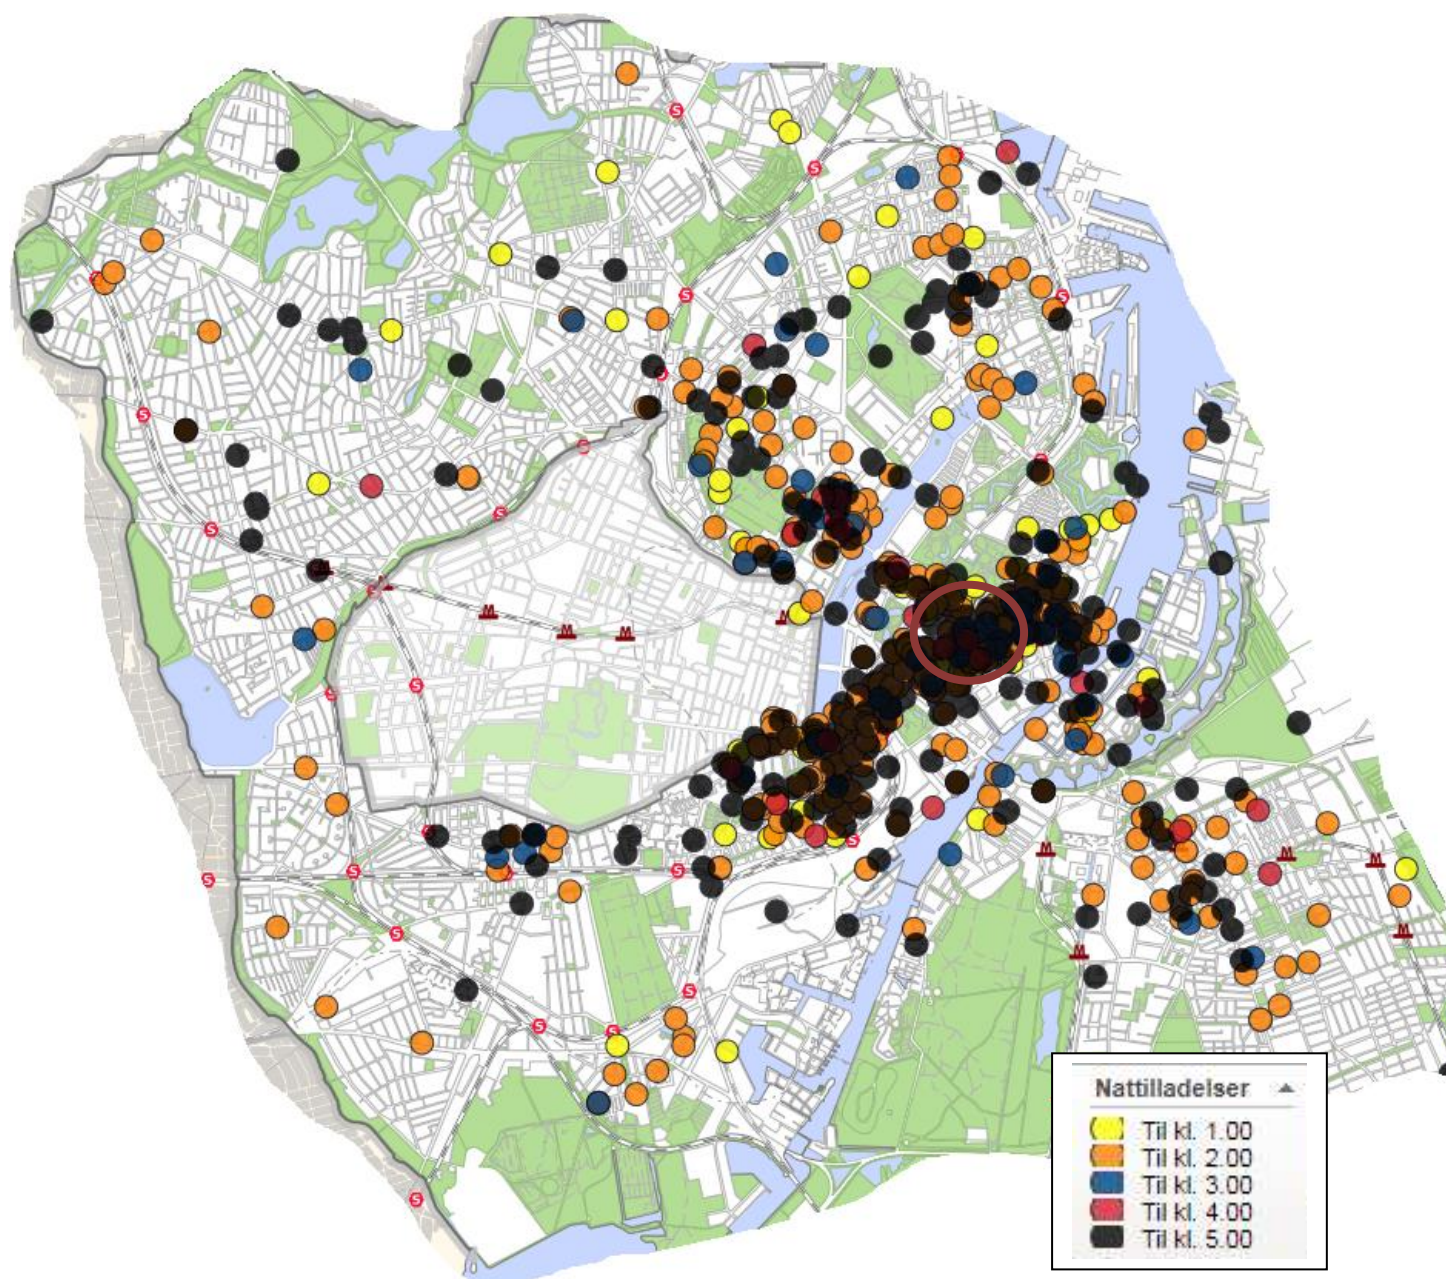 Nattilladelser
Til kl. 1.00
Til kl. 2.00
Til kl. 3.00
Til kl. 4.00
Til kl. 5.00